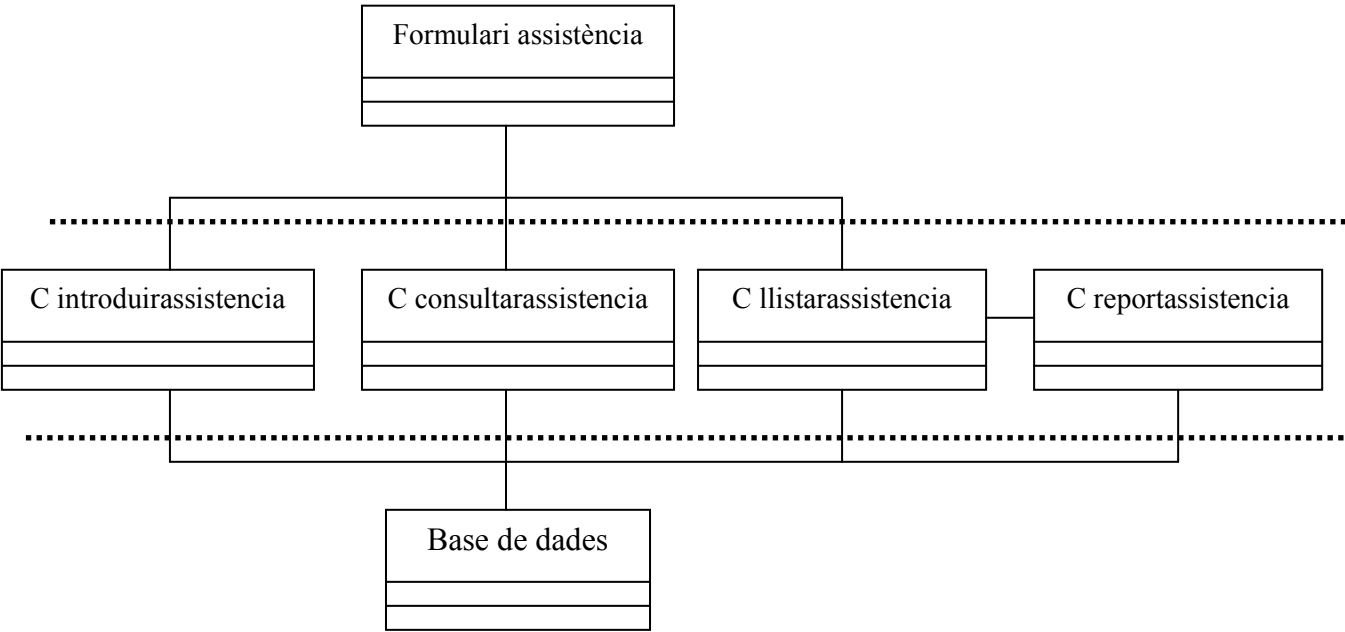 Formulari assistència
C introduirassistencia
C consultarassistencia
C llistarassistencia
C reportassistencia
Base de dades